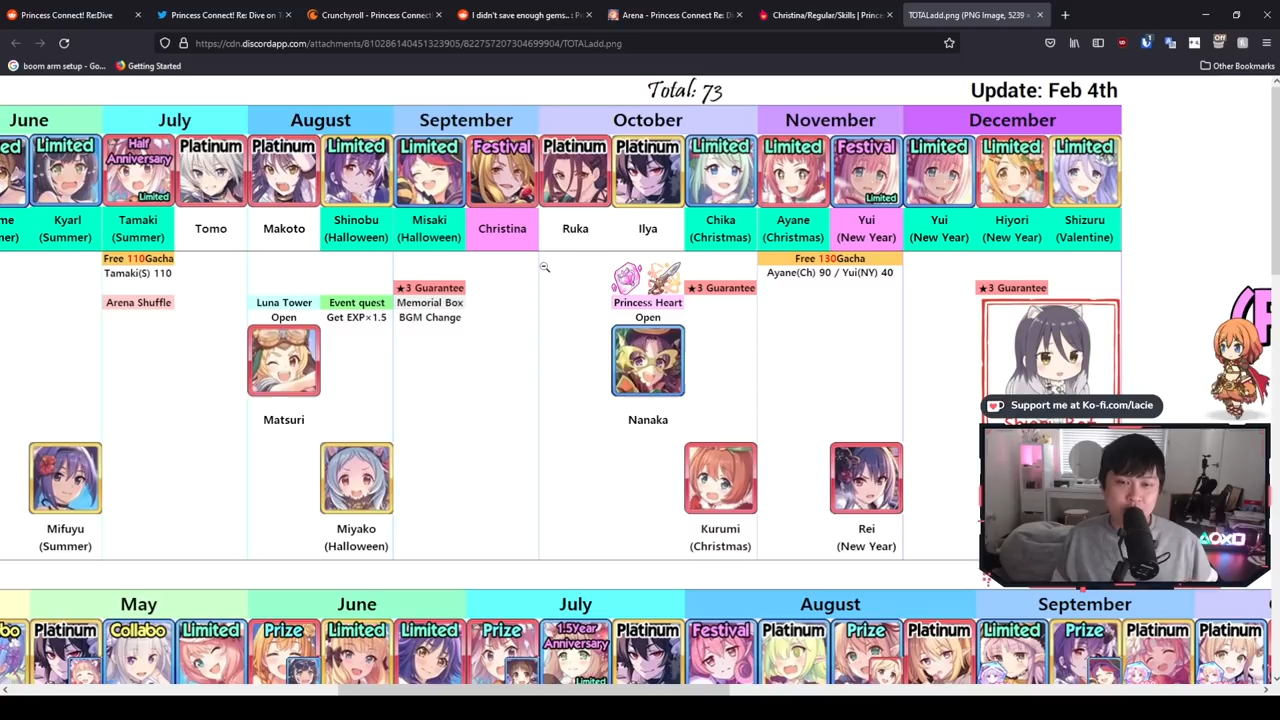 Princess Connect! Re:Dive
Princess Connect! Re: Dive on T
Crunchyroll - Princess Connect!
I didn't save enough gems.. : Prin
Arena - Princess Connect Re: D
Christina/Regular/Skills | Prince
TOTALadd.png (PNG Image, 5239 ×
https://cdn.discordapp.com/attachments/810286140451323905/822757207304699904/TOTALadd.png
Off
boom arm setup - Go...
Getting Started
Other Bookmarks
Total: 73
Update: Feb 4th
June
July
August
September
October
November
December
Limited
Half Anniversary Limited
Platinum
Platinum
Limited
Limited
Festival
Platinum
Platinum
Limited
Limited
Festival Limited
Limited
Limited
Limited
Kyarl (Summer)
Tamaki (Summer)
Tomo
Makoto
Shinobu (Halloween)
Misaki (Halloween)
Christina
Ruka
Ilya
Chika (Christmas)
Ayane (Christmas)
Yui (New Year)
Yui (New Year)
Hiyori (New Year)
Shizuru (Valentine)
Free 110Gacha
Tamaki(S) 110
Free 130Gacha
Ayane(Ch) 90 / Yui(NY) 40
★3 Guarantee
★3 Guarantee
★3 Guarantee
Arena Shuffle
Luna Tower
Open
Event quest
Get EXP×1.5
Memorial Box
BGM Change
Princess Heart
Open
Matsuri
Nanaka
Support me at Ko-fi.com/lacie
Mifuyu
(Summer)
Miyako
(Halloween)
Kurumi
(Christmas)
Rei
(New Year)
May
June
July
August
September
Platinum
Collabo
Limited
Prize
Limited
Limited
Prize
1.5Year Anniversary Limited
Platinum
Festival
Platinum
Prize
Platinum
Limited
Prize
Platinum
Platinum